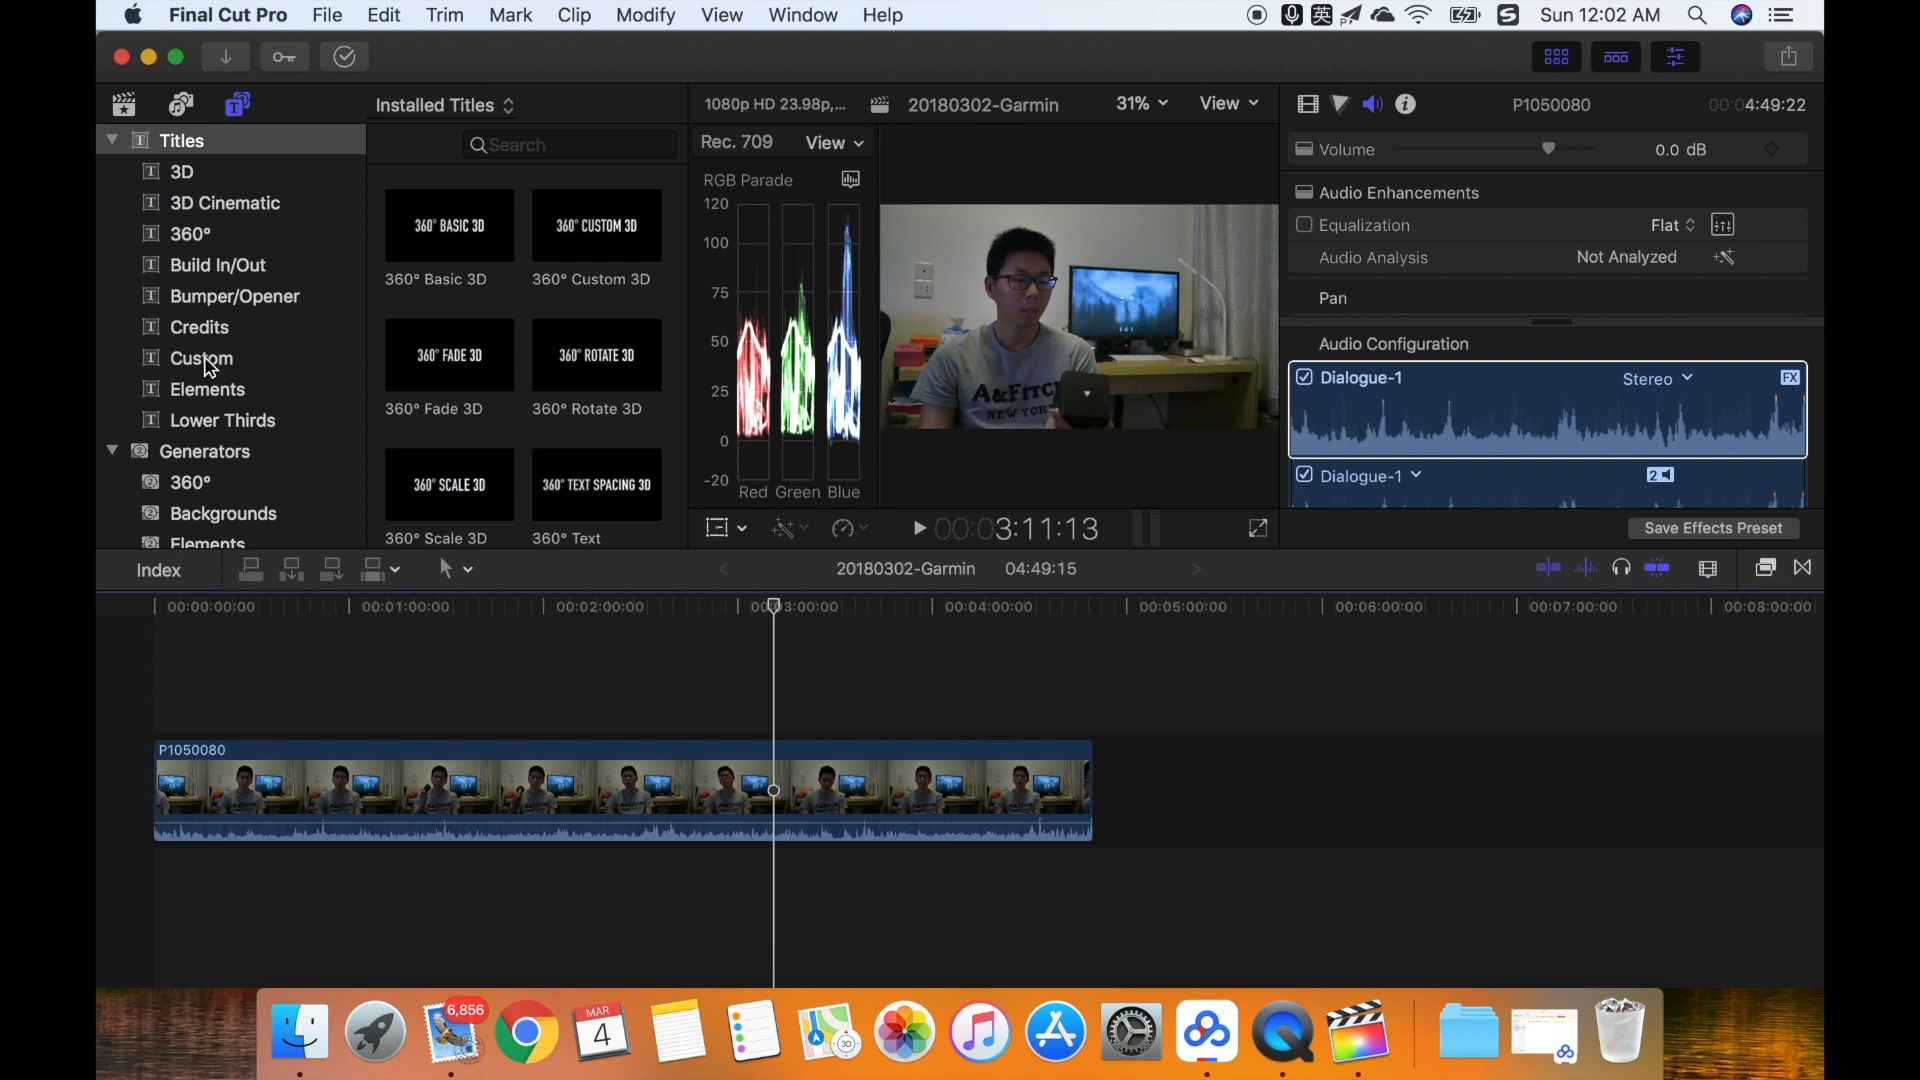 Final Cut Pro File Edit Trim Mark Clip Modify View Window Help 英 Sun 12:02 AM
Installed Titles 1080p HD 23.98p,... 20180302-Garmin 31% View P1050080 00:04:49:22
Titles Search Rec. 709 View Volume 0.0 dB
3D RGB Parade Audio Enhancements
3D Cinematic 120
360° 360° BASIC 3D 360° CUSTOM 3D 100 Equalization Flat
Build In/Out 360° Basic 3D 360° Custom 3D Audio Analysis Not Analyzed
Bumper/Opener 75 Pan
Credits 50 Audio Configuration
Custom 360° FADE 3D 360° ROTATE 3D
Elements 25 A&FITCH Dialogue-1 Stereo FX
Lower Thirds 360° Fade 3D 360° Rotate 3D NEW YORK
Generators 0
360° 360° SCALE 3D 360° TEXT SPACING 3D -20 Dialogue-1 2
Backgrounds Red Green Blue
Elements 360° Scale 3D 360° Text 00:03:11:13 Save Effects Preset
Index 20180302-Garmin 04:49:15
00:00:00:00 00:01:00:00 00:02:00:00 00:03:00:00 00:04:00:00 00:05:00:00 00:06:00:00 00:07:00:00 00:08:00:00
P1050080
6,856 MAR
4 3D